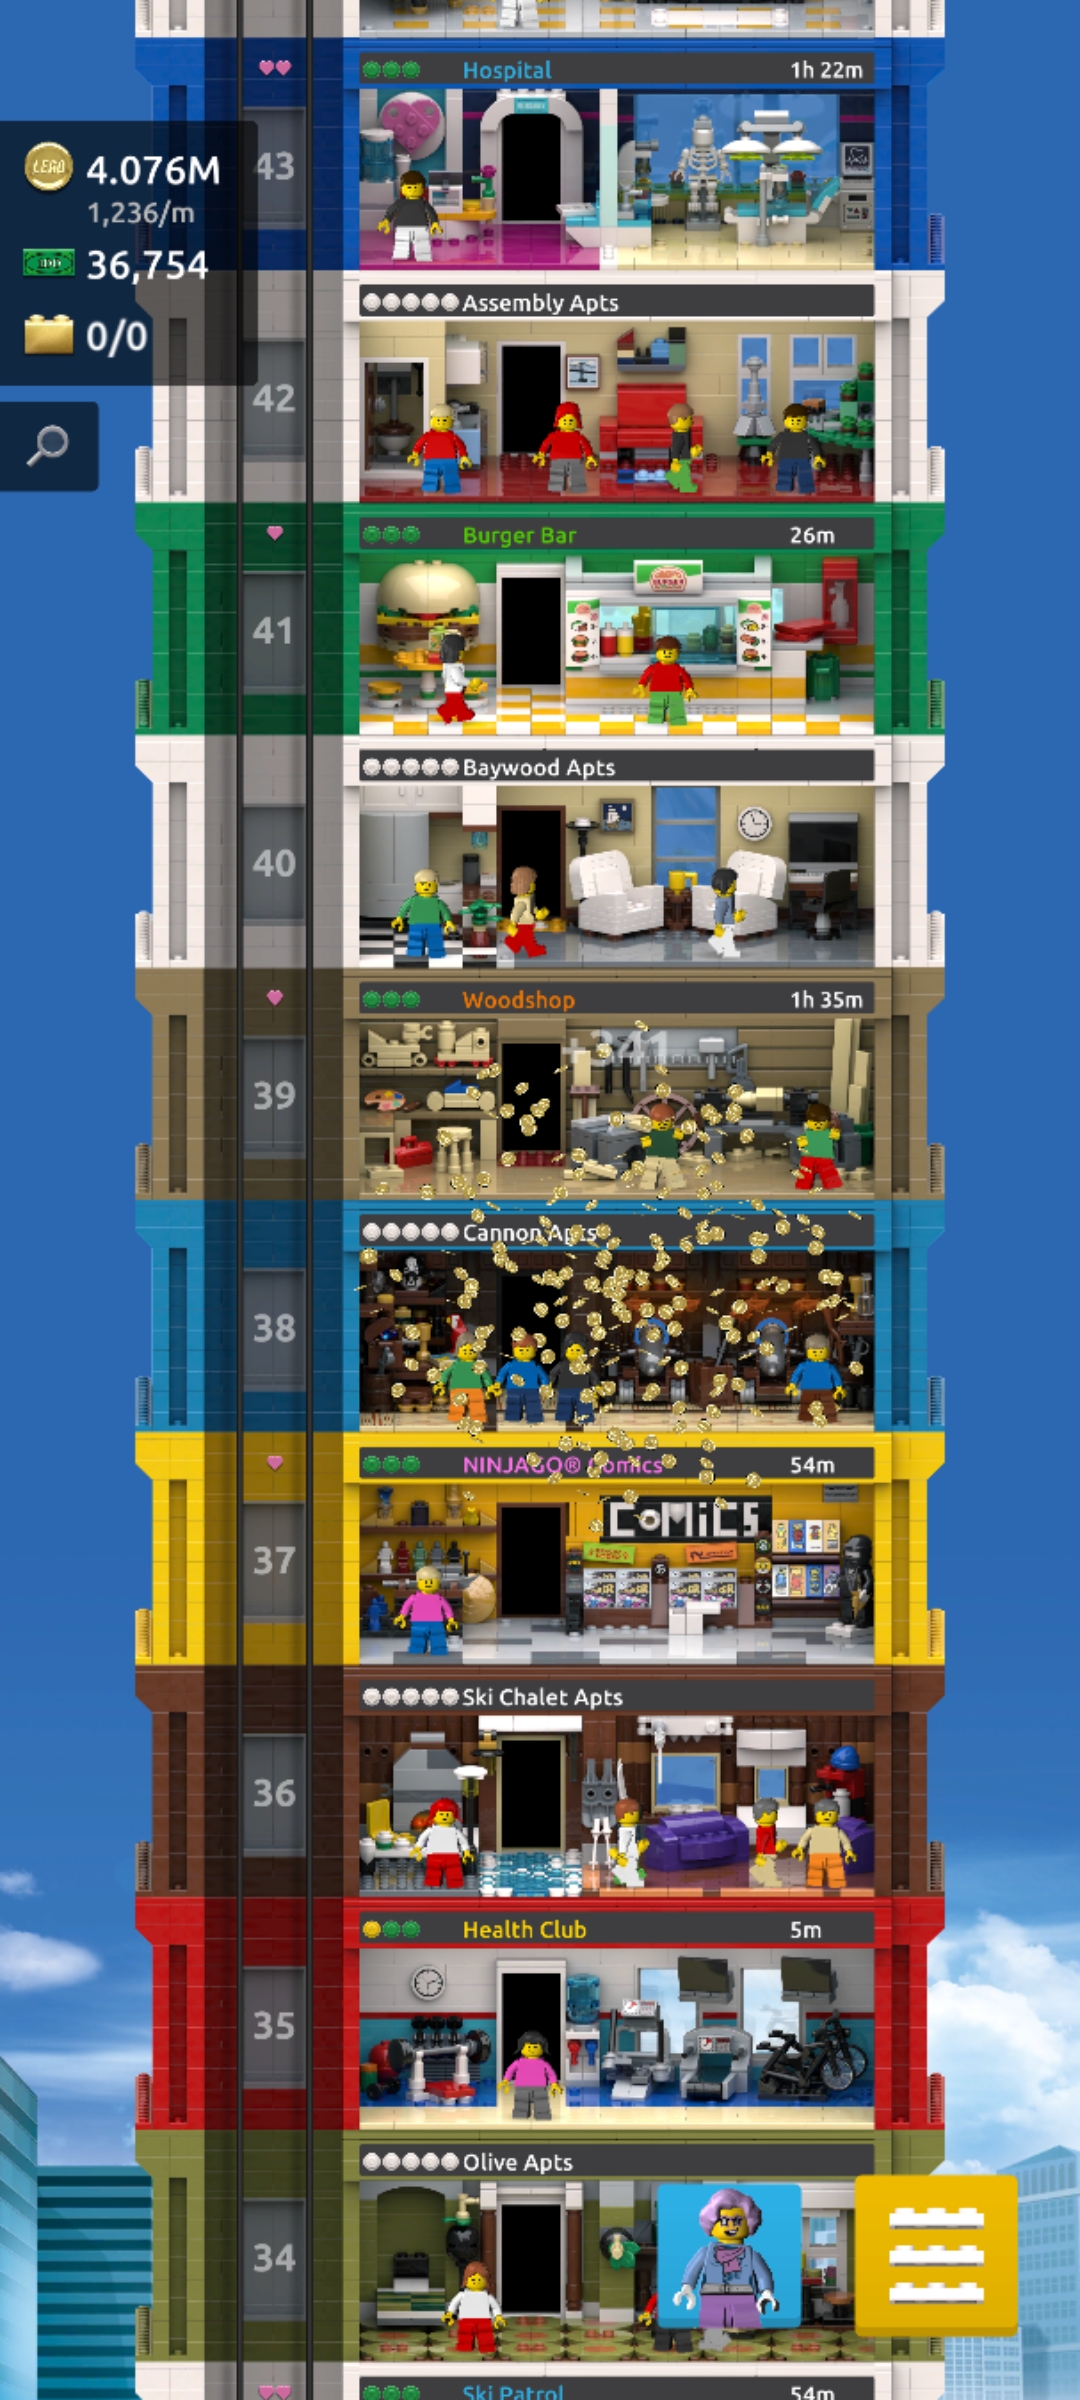 Hospital 1h 22m
43
LEGO 4.076M
1,236/m
36,754
0/0
Assembly Apts
42
Burger Bar 26m
41
Baywood Apts
40
Woodshop 1h 35m
+341
39
Cannon Apts
38
NINJAGO® Comics 54m
COMiCS
37
Ski Chalet Apts
36
Health Club 5m
35
Olive Apts
34
Ski Patrol 54m